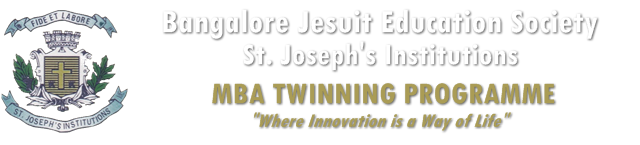 FIDE ET LABORE
ST. JOSEPH'S INSTITUTIONS
Bangalore Jesuit Education Society
St. Joseph's Institutions
MBA TWINNING PROGRAMME
"Where Innovation is a Way of Life"